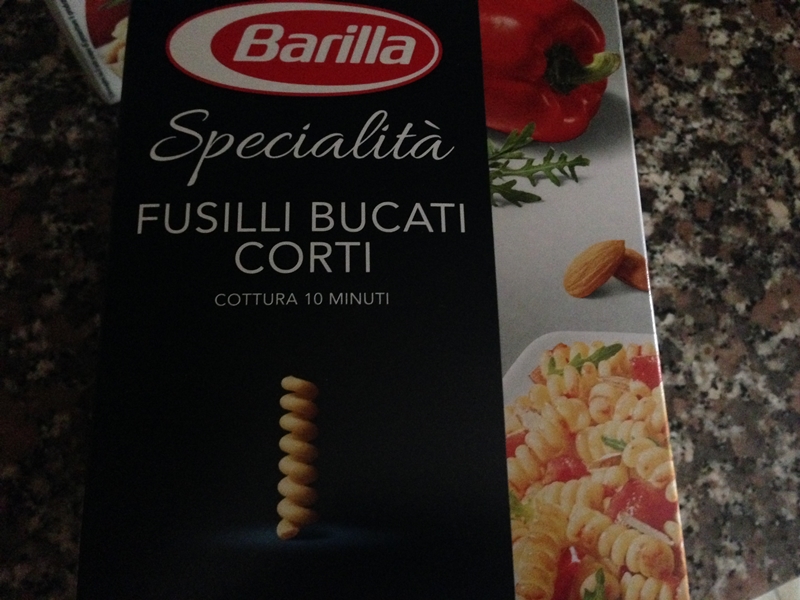 Barilla
Specialità
FUSILLI BUCATI
CORTI
COTTURA 10 MINUTI